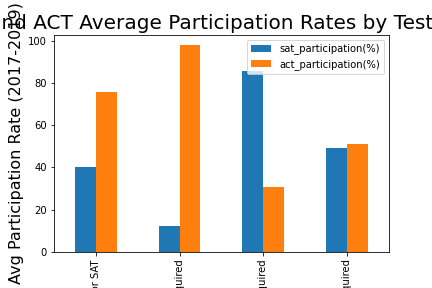 nd ACT Average Participation Rates by Test
Avg Participation Rate (2017-2019)
sat_participation(%)
act_participation(%)
100
80
60
40
20
0
or SAT
quired
quired
quired